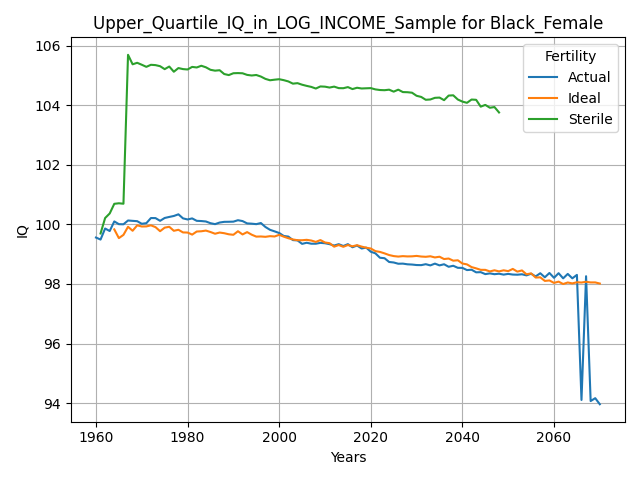 Upper_Quartile_IQ_in_LOG_INCOME_Sample for Black_Female
Fertility
Actual
Ideal
Sterile
106
104
102
100
98
96
94
IQ
1960
1980
2000
2020
2040
2060
Years